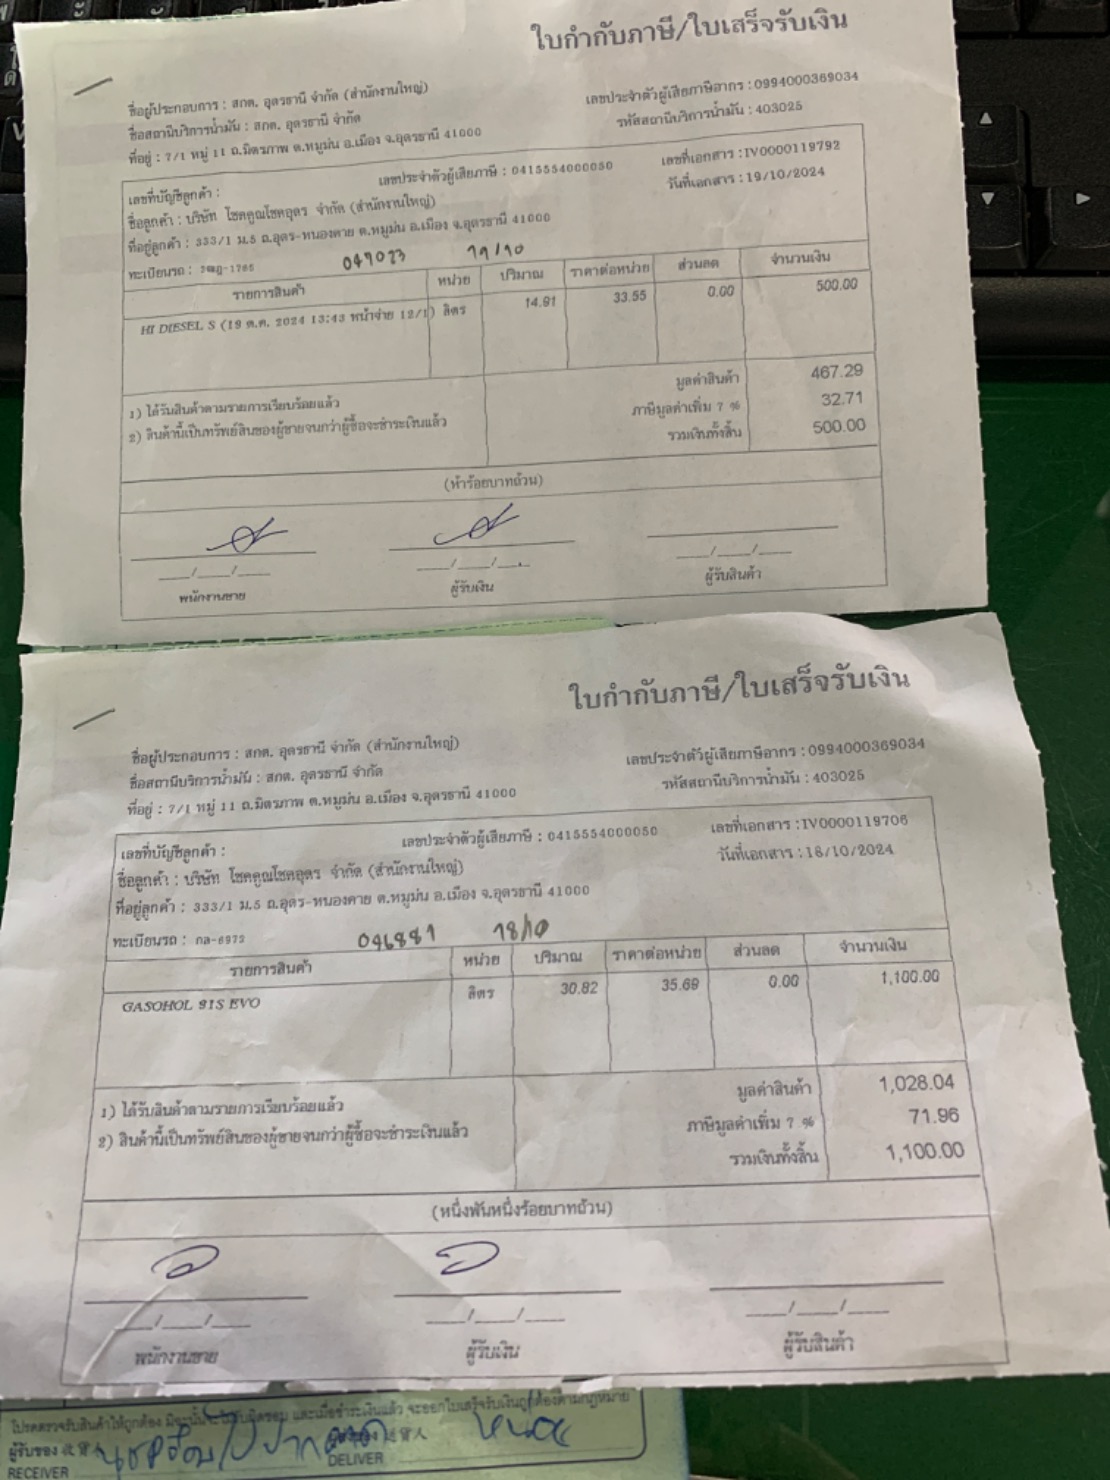 ใบกำกับภาษี/ใบเสร็จรับเงิน
ชื่อผู้ประกอบการ : สกต. อุดรธานี จำกัด (สำนักงานใหญ่)
เลขประจำตัวผู้เสียภาษีอากร : 0994000369034
ชื่อสถานีบริการน้ำมัน : สกต. อุดรธานี จำกัด
รหัสสถานีบริการน้ำมัน : 403025
ที่อยู่ : 7/1 หมู่ 11 ถ.มิตรภาพ ต.หมูม่น อ.เมือง จ.อุดรธานี 41000
เลขที่บัญชีลูกค้า :
เลขประจำตัวผู้เสียภาษี : 0415554000050
เลขที่เอกสาร : IV0000119792
ชื่อลูกค้า : บริษัท โชคคูณโชคอุดร จำกัด (สำนักงานใหญ่)
วันที่เอกสาร : 19/10/2024
ที่อยู่ลูกค้า : 333/1 ม.5 ถ.อุดร-หนองคาย ต.หมูม่น อ.เมือง จ.อุดรธานี 41000
ทะเบียนรถ : 047023 19/10
รายการสินค้า หน่วย ปริมาณ ราคาต่อหน่วย ส่วนลด จำนวนเงิน
HI DIESEL S (19 ต.ค. 2024 13:43 หน้าจ่าย 12/1) ลิตร 14.91 33.55 0.00 500.00
1) ได้รับสินค้าตามรายการเรียบร้อยแล้ว
2) สินค้านี้เป็นทรัพย์สินของผู้ขายจนกว่าผู้ซื้อจะชำระเงินแล้ว
มูลค่าสินค้า 467.29
ภาษีมูลค่าเพิ่ม 7 % 32.71
รวมเงินทั้งสิ้น 500.00
(ห้าร้อยบาทถ้วน)
__/__/__ __/__/__ __/__/__
พนักงานขาย ผู้รับเงิน ผู้รับสินค้า
ใบกำกับภาษี/ใบเสร็จรับเงิน
ชื่อผู้ประกอบการ : สกต. อุดรธานี จำกัด (สำนักงานใหญ่)
เลขประจำตัวผู้เสียภาษีอากร : 0994000369034
ชื่อสถานีบริการน้ำมัน : สกต. อุดรธานี จำกัด
รหัสสถานีบริการน้ำมัน : 403025
ที่อยู่ : 7/1 หมู่ 11 ถ.มิตรภาพ ต.หมูม่น อ.เมือง จ.อุดรธานี 41000
เลขที่บัญชีลูกค้า :
เลขประจำตัวผู้เสียภาษี : 0415554000050
เลขที่เอกสาร : IV0000119706
ชื่อลูกค้า : บริษัท โชคคูณโชคอุดร จำกัด (สำนักงานใหญ่)
วันที่เอกสาร : 18/10/2024
ที่อยู่ลูกค้า : 333/1 ม.5 ถ.อุดร-หนองคาย ต.หมูม่น อ.เมือง จ.อุดรธานี 41000
ทะเบียนรถ : 046881 18/10
รายการสินค้า หน่วย ปริมาณ ราคาต่อหน่วย ส่วนลด จำนวนเงิน
GASOHOL 91S EVO ลิตร 30.82 35.69 0.00 1,100.00
1) ได้รับสินค้าตามรายการเรียบร้อยแล้ว
2) สินค้านี้เป็นทรัพย์สินของผู้ขายจนกว่าผู้ซื้อจะชำระเงินแล้ว
มูลค่าสินค้า 1,028.04
ภาษีมูลค่าเพิ่ม 7 % 71.96
รวมเงินทั้งสิ้น 1,100.00
(หนึ่งพันหนึ่งร้อยบาทถ้วน)
__/__/__ __/__/__ __/__/__
พนักงานขาย ผู้รับเงิน ผู้รับสินค้า
ผู้รับของ
RECEIVER DELIVER